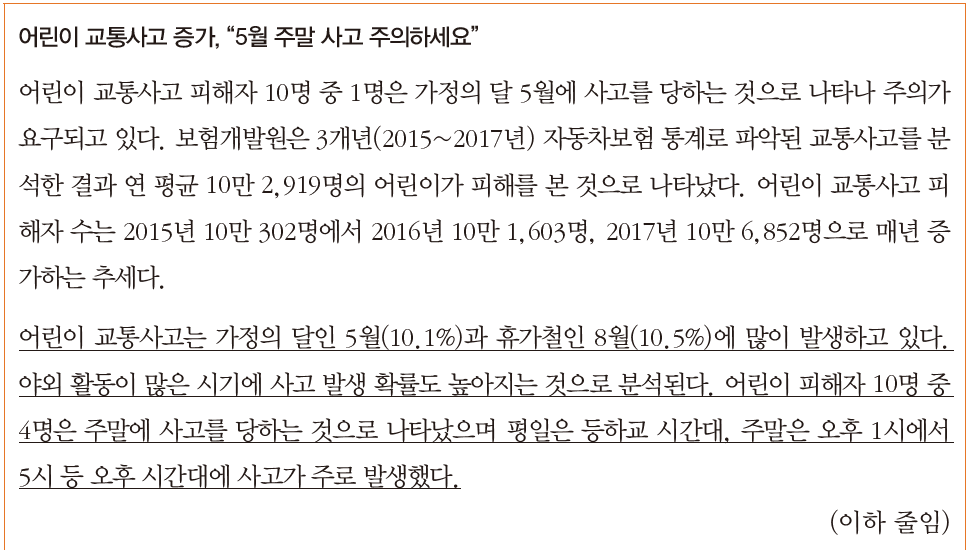 어린이 교통사고 증가, “5월 주말 사고 주의하세요”
어린이 교통사고 피해자 10명 중 1명은 가정의 달 5월에 사고를 당하는 것으로 나타나 주의가
요구되고 있다. 보험개발원은 3개년(2015~2017년) 자동차보험 통계로 파악된 교통사고를 분
석한 결과 연 평균 10만 2,919명의 어린이가 피해를 본 것으로 나타났다. 어린이 교통사고 피
해자 수는 2015년 10만 302명에서 2016년 10만 1,603명, 2017년 10만 6,852명으로 매년 증
가하는 추세다.
어린이 교통사고는 가정의 달인 5월(10.1%)과 휴가철인 8월(10.5%)에 많이 발생하고 있다.
야외 활동이 많은 시기에 사고 발생 확률도 높아지는 것으로 분석된다. 어린이 피해자 10명 중
4명은 주말에 사고를 당하는 것으로 나타났으며 평일은 등하교 시간대, 주말은 오후 1시에서
5시 등 오후 시간대에 사고가 주로 발생했다.
(이하 줄임)